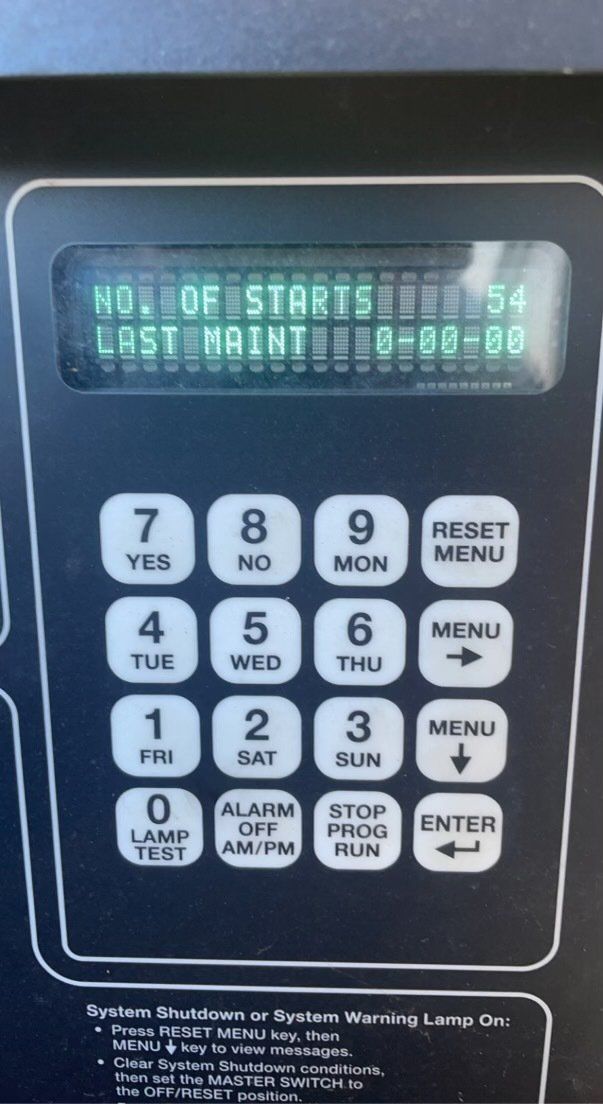 NO. OF STARTS 54
LAST MAINT 0-00-00
7 YES
8 NO
9 MON
RESET MENU
4 TUE
5 WED
6 THU
MENU →
1 FRI
2 SAT
3 SUN
MENU ↓
0 LAMP TEST
ALARM OFF AM/PM
STOP PROG RUN
ENTER ↵
System Shutdown or System Warning Lamp On:
• Press RESET MENU key, then
MENU ↓ key to view messages.
• Clear System Shutdown conditions,
then set the MASTER SWITCH to
the OFF/RESET position.